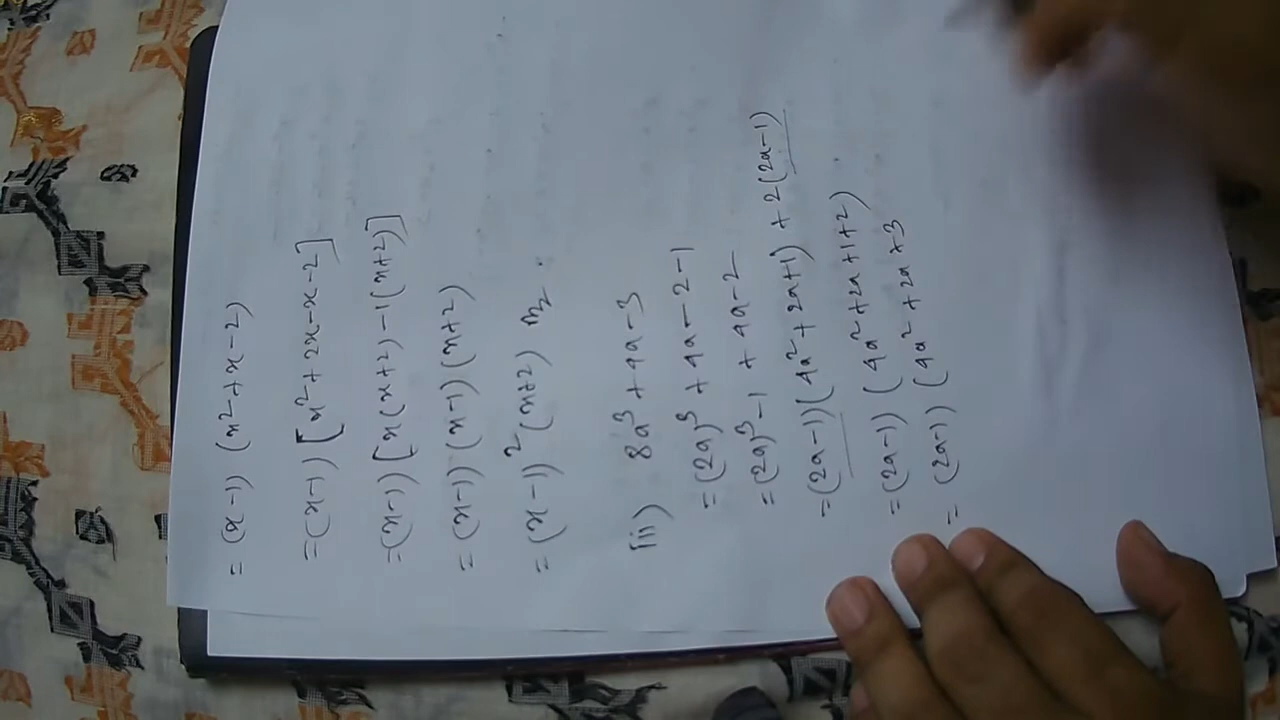 = (x-1) (x²+x-2)
= (x-1) [x²+2x-x-2]
= (x-1) [x(x+2)-1(x+2)]
= (x-1) (x-1) (x+2)
= (x-1)² (x+2)
(ii) 8a³+4a-3
= (2a)³+4a-2-1
= (2a)³-1+4a-2
= (2a-1)(4a²+2a+1)+2(2a-1)
= (2a-1) (4a²+2a+1+2)
= (2a-1) (4a²+2a+3